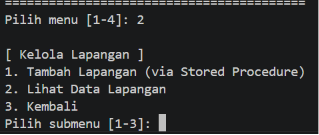 ========================================
Pilih menu [1-4]: 2

[ Kelola Lapangan ]
1. Tambah Lapangan (via Stored Procedure)
2. Lihat Data Lapangan
3. Kembali
Pilih submenu [1-3]: